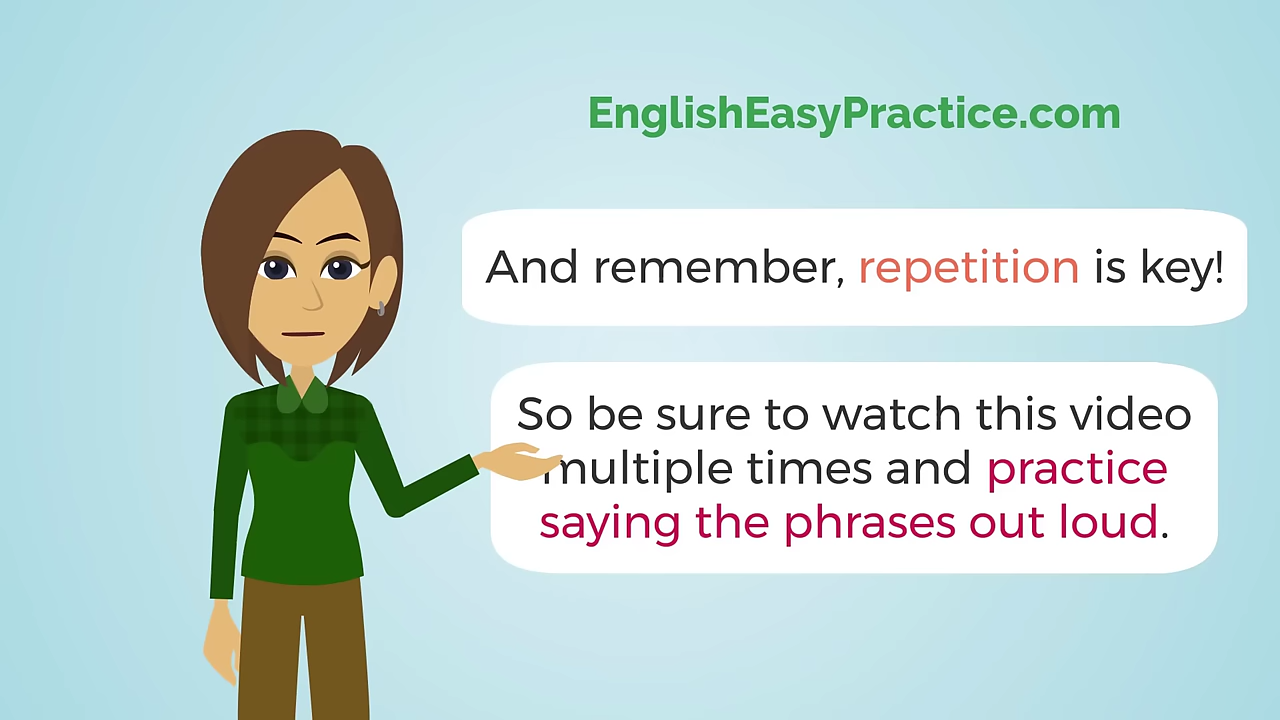 EnglishEasyPractice.com
And remember, repetition is key!
So be sure to watch this video
multiple times and practice
saying the phrases out loud.